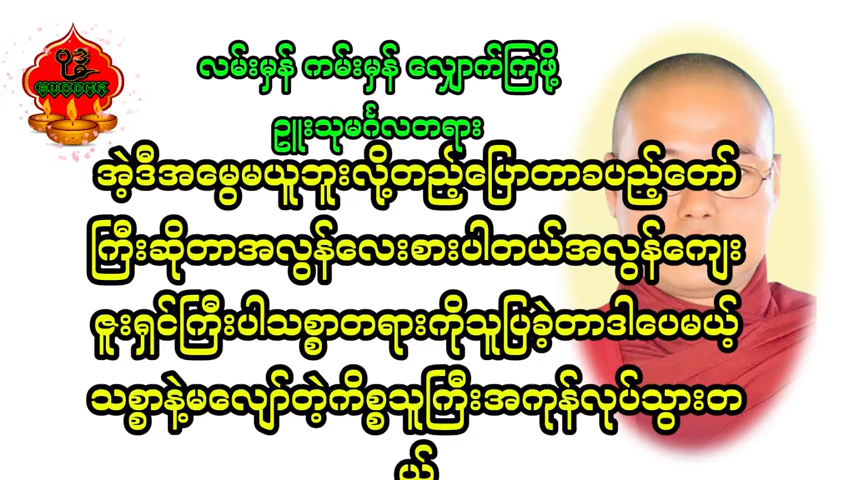 ဗုဒ္ဓ
BUDDHA
လမ်းမှန် ကမ်းမှန် လျှောက်ကြဖို့
ဥူးသုမင်္ဂလတရား
အဲ့ဒီအမွေမယူဘူးလို့တည့်ပြောတာခပည့်တော်
ကြီးဆိုတာအလွန်လေးစားပါတယ်အလွန်ကျေး
ဇူးရှင်ကြီးပါသစ္စာတရားကိုသူပြခဲ့တာဒါပေမယ့်
သစ္စာနဲ့မလျော်တဲ့ကိစ္စသူကြီးအကုန်လုပ်သွားတ
ယ်